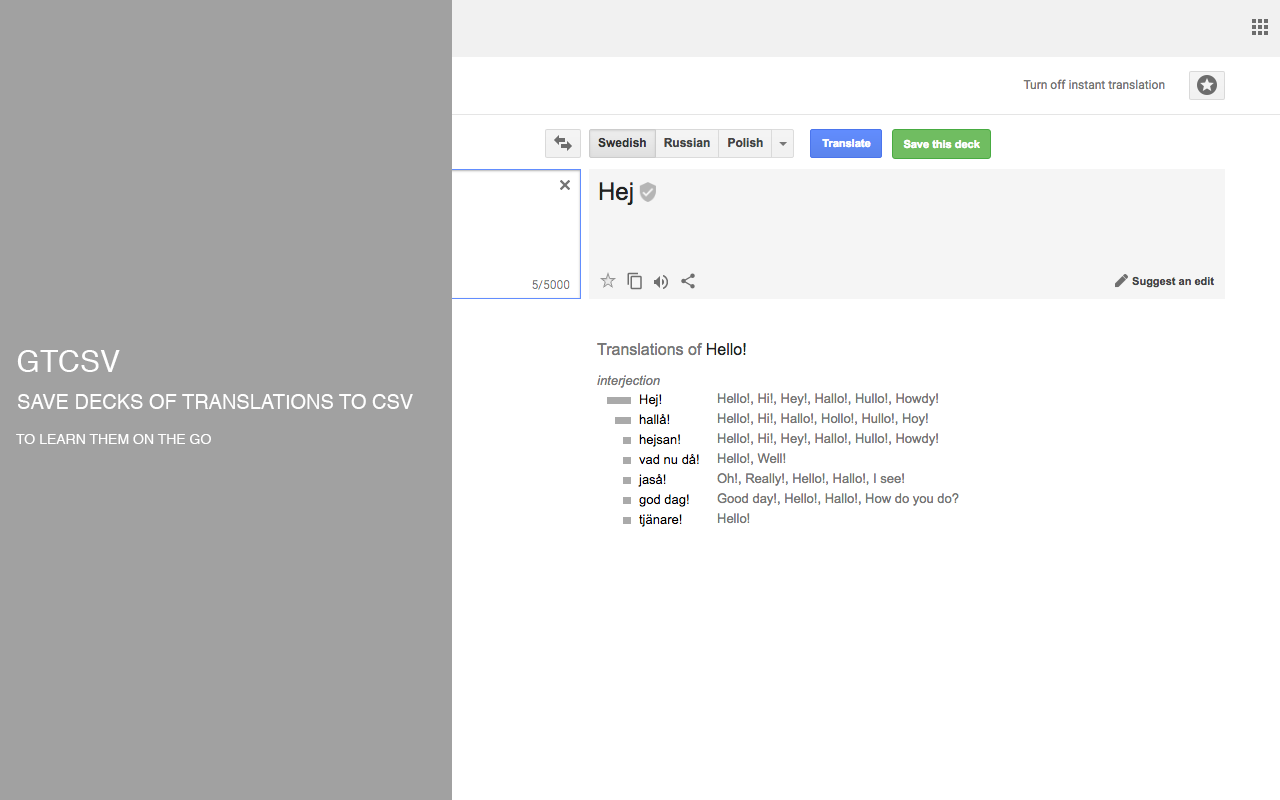 Turn off instant translation
Swedish Russian Polish Translate Save this deck
Hej
5/5000
Suggest an edit
GTCSV
SAVE DECKS OF TRANSLATIONS TO CSV
TO LEARN THEM ON THE GO
Translations of Hello!
interjection
Hej! Hello!, Hi!, Hey!, Hallo!, Hullo!, Howdy!
hallå! Hello!, Hi!, Hallo!, Hollo!, Hullo!, Hoy!
hejsan! Hello!, Hi!, Hey!, Hallo!, Hullo!, Howdy!
vad nu då! Hello!, Well!
jaså! Oh!, Really!, Hello!, Hallo!, I see!
god dag! Good day!, Hello!, Hallo!, How do you do?
tjänare! Hello!